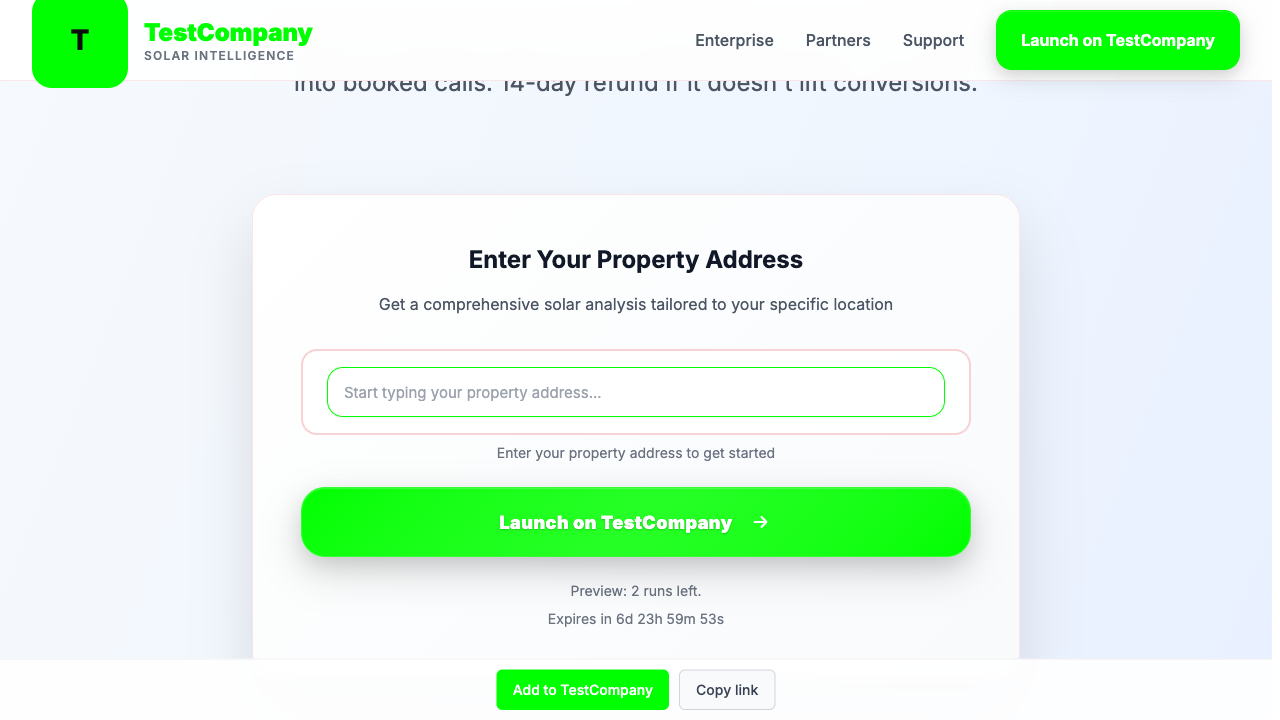 T
TestCompany
SOLAR INTELLIGENCE
Enterprise
Partners
Support
Launch on TestCompany
into booked calls. 14-day refund if it doesn't lift conversions.
Enter Your Property Address
Get a comprehensive solar analysis tailored to your specific location
Start typing your property address...
Enter your property address to get started
Launch on TestCompany →
Preview: 2 runs left.
Expires in 6d 23h 59m 53s
Add to TestCompany
Copy link